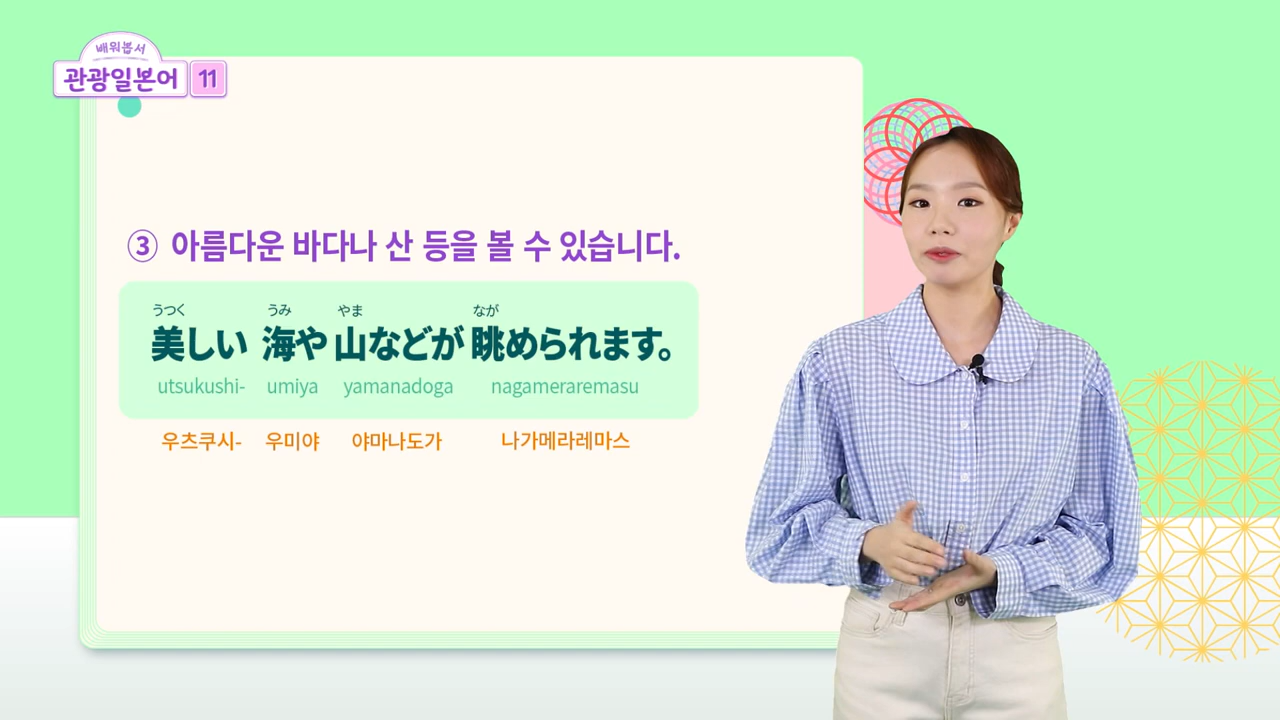 배워봅서
관광일본어 11
③ 아름다운 바다나 산 등을 볼 수 있습니다.
うつく うみ やま なが
美しい 海や 山などが 眺められます。
utsukushi- umiya yamanadoga nagameraremasu
우츠쿠시- 우미야 야마나도가 나가메라레마스